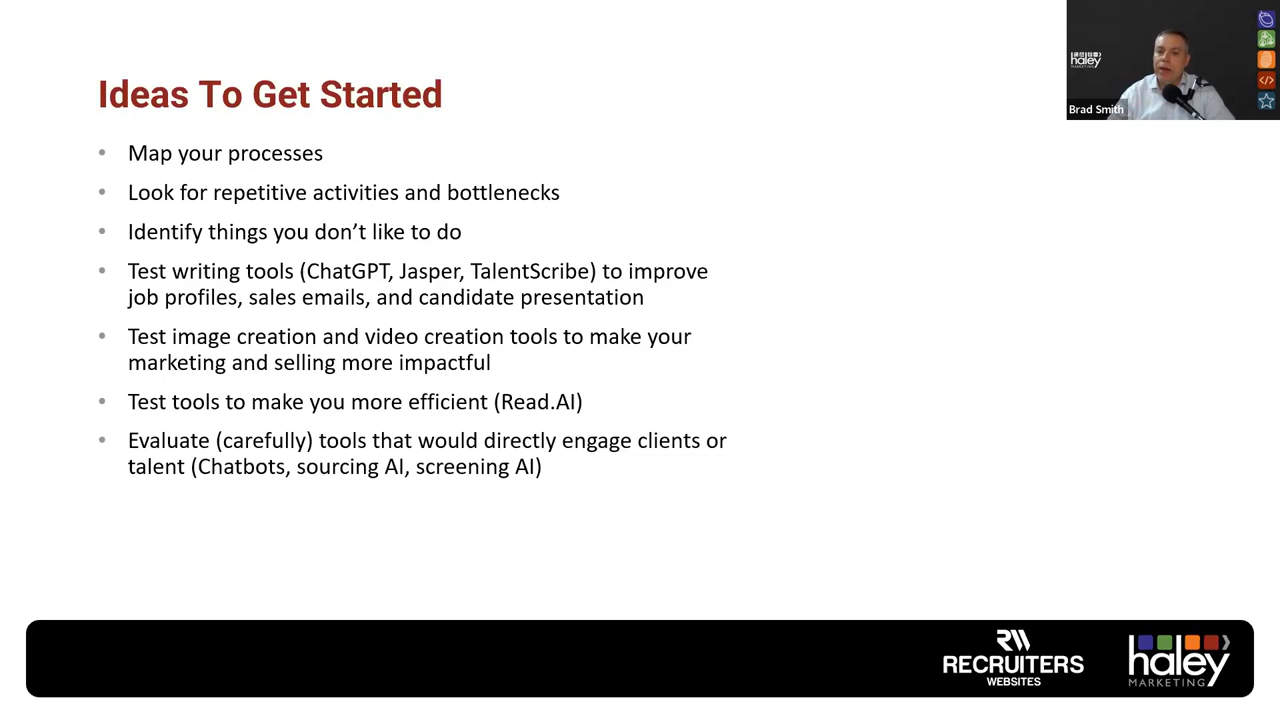 Ideas To Get Started
haley
MARKETING
Brad Smith
• Map your processes
• Look for repetitive activities and bottlenecks
• Identify things you don’t like to do
• Test writing tools (ChatGPT, Jasper, TalentScribe) to improve
job profiles, sales emails, and candidate presentation
• Test image creation and video creation tools to make your
marketing and selling more impactful
• Test tools to make you more efficient (Read.AI)
• Evaluate (carefully) tools that would directly engage clients or
talent (Chatbots, sourcing AI, screening AI)
RW
RECRUITERS
WEBSITES
haley
MARKETING